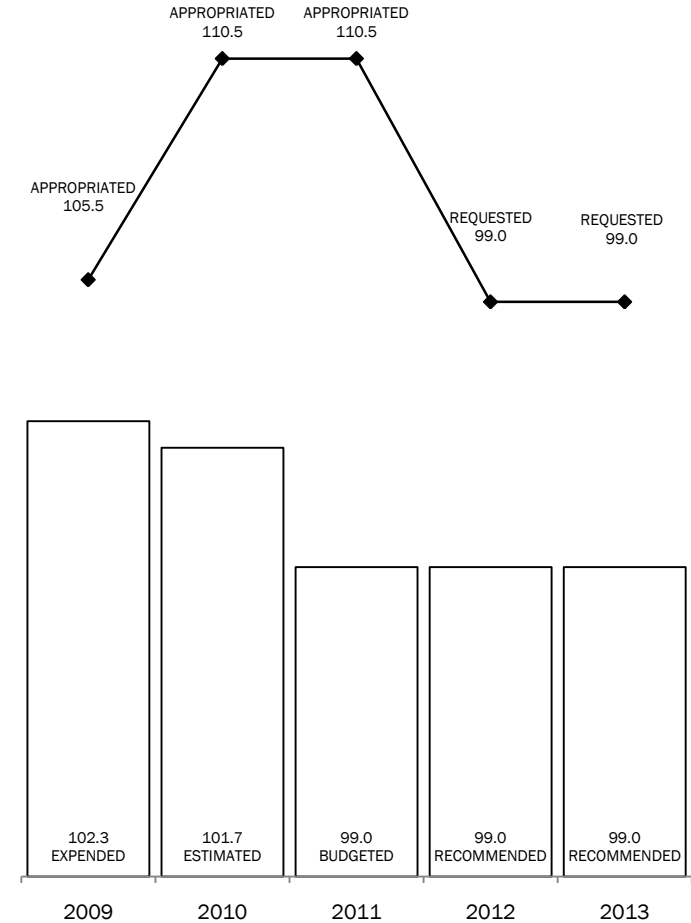 APPROPRIATED
110.5
APPROPRIATED
110.5
APPROPRIATED
105.5
REQUESTED
99.0
REQUESTED
99.0
102.3
EXPENDED
101.7
ESTIMATED
99.0
BUDGETED
99.0
RECOMMENDED
99.0
RECOMMENDED
2009
2010
2011
2012
2013